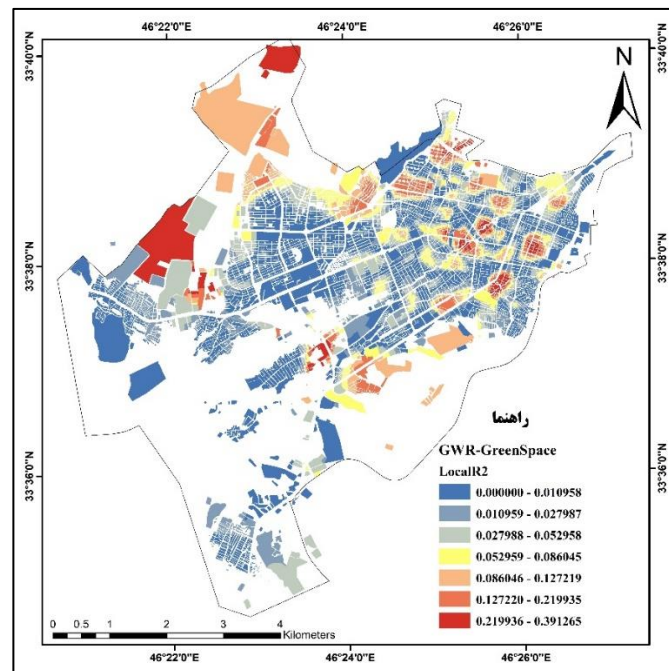 46°22'0"E 46°24'0"E 46°26'0"E
33°40'0"N 33°40'0"N
N
33°38'0"N 33°38'0"N
33°36'0"N 33°36'0"N
راهنما
GWR-GreenSpace
LocalR2
0.000000 - 0.010958
0.010959 - 0.027987
0.027988 - 0.052958
0.052959 - 0.086045
0.086046 - 0.127219
0.127220 - 0.219935
0.219936 - 0.391265
0 0.5 1 2 3 4
Kilometers
46°22'0"E 46°24'0"E 46°26'0"E